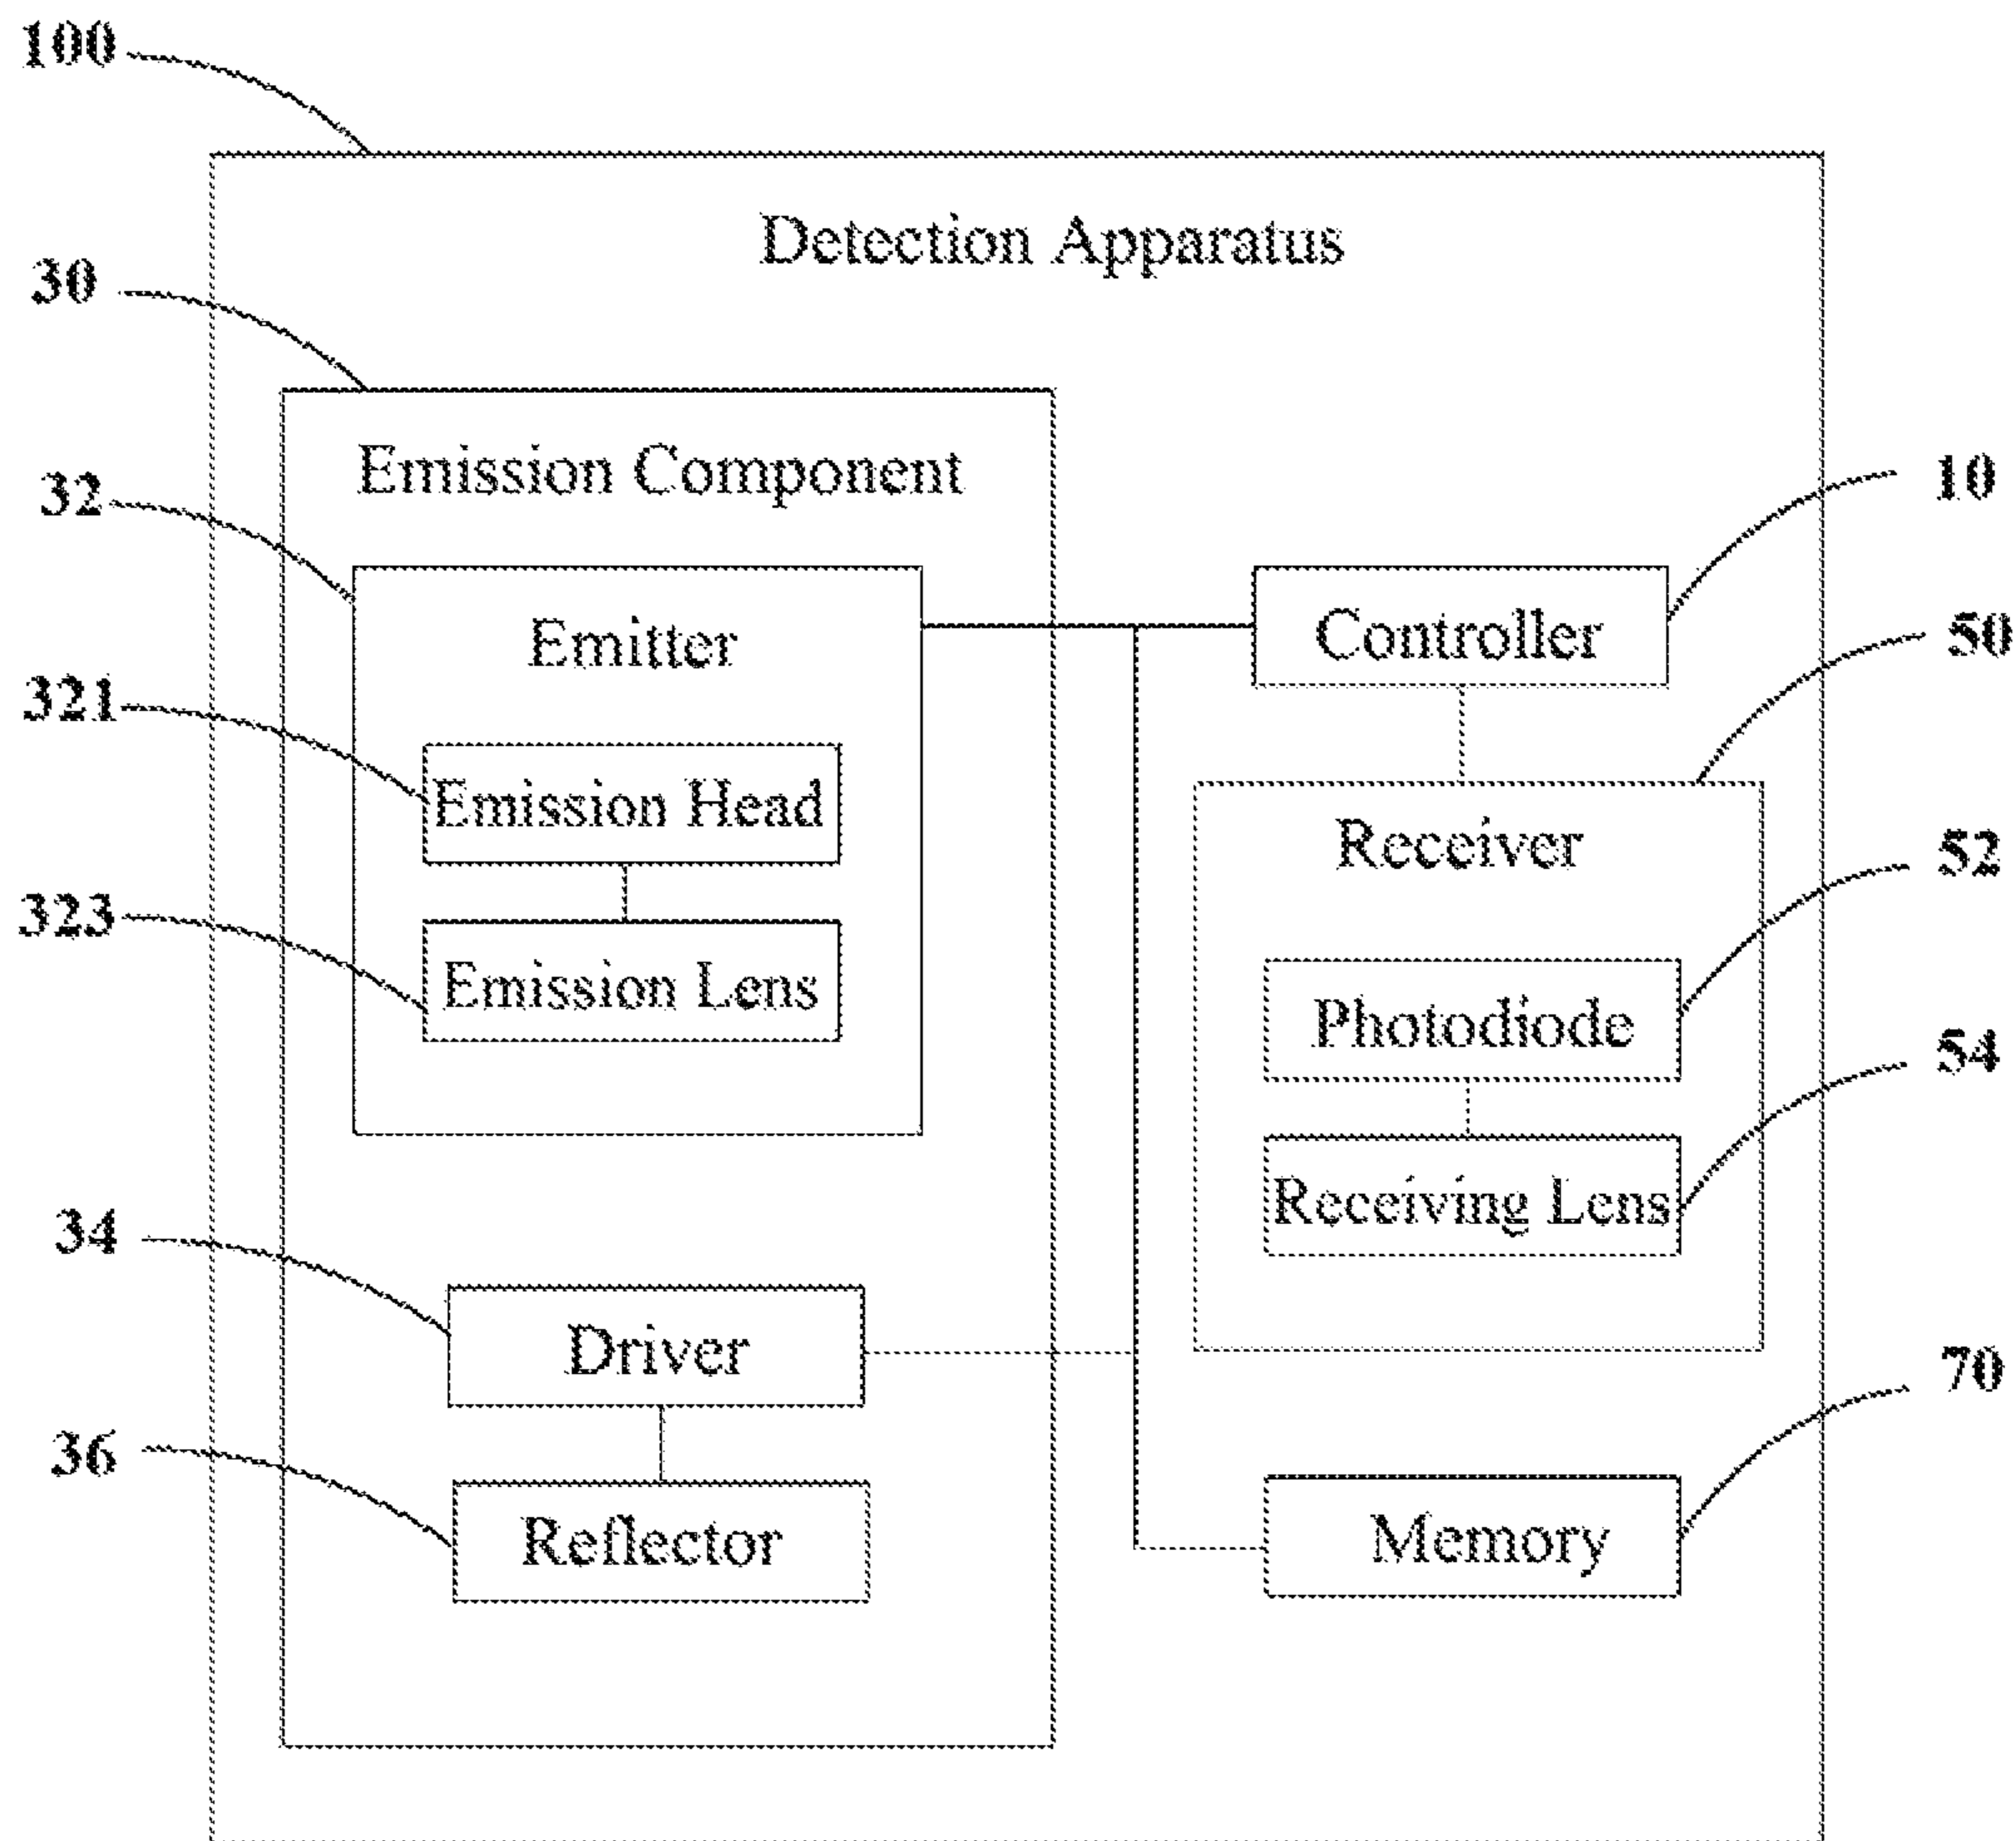 100
Detection Apparatus
30
Emission Component
32
10
Emitter
Controller
50
321
Emission Head
Receiver
52
323
Emission Lens
Photodiode
54
Receiving Lens
34
Driver
70
36
Reflector
Memory